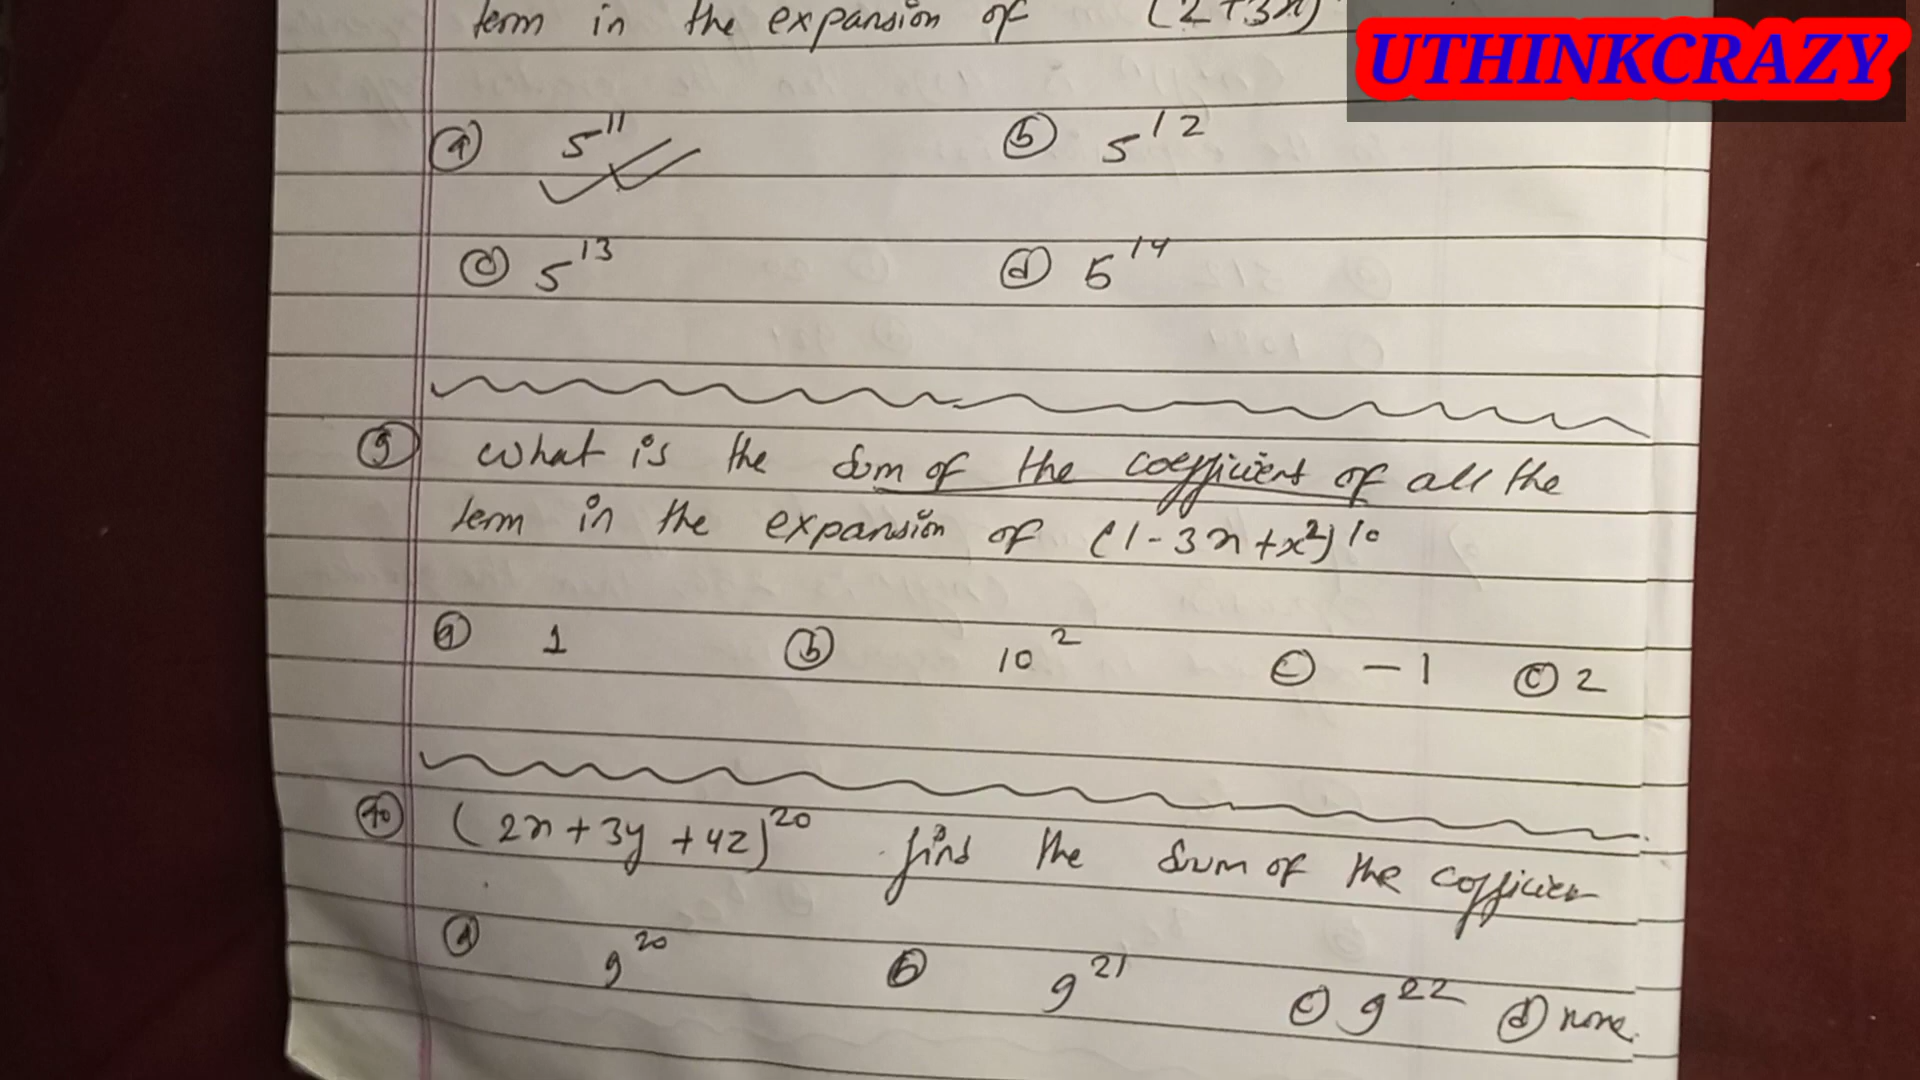 term in the expansion of (2+3x)
UTHINKCRAZY
(a) 5^11 (b) 5^12
(c) 5^13 (d) 5^14
(9) What is the sum of the coefficient of all the
term in the expansion of (1-3x+x²)^10
(a) 1 (b) 10² (c) -1 (c) 2
(10) (2x+3y+4z)^20 find the sum of the cofficien
(a) 9^20 (b) 9^21 (c) 9^22 (d) none.